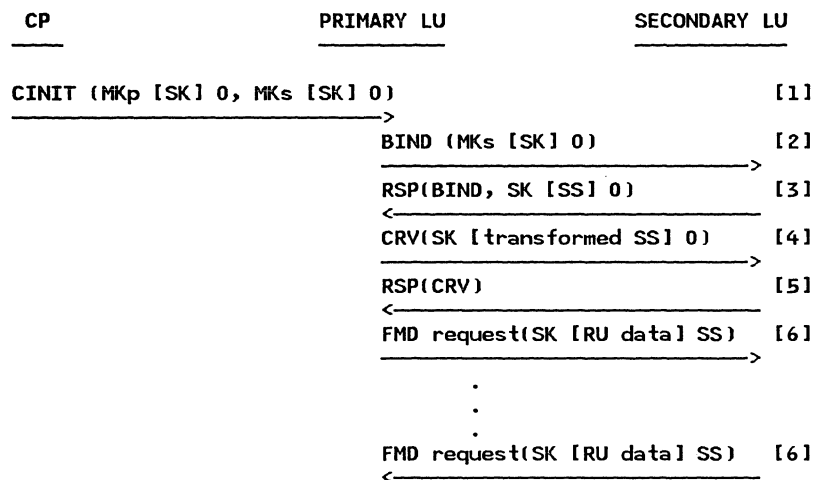 CP PRIMARY LU SECONDARY LU
CINIT (MKp [SK] 0, MKs [SK] 0) [1]
BIND (MKs [SK] 0) [2]
RSP(BIND, SK [SS] 0) [3]
CRV(SK [transformed SS] 0) [4]
RSP(CRV) [5]
FMD request(SK [RU data] SS) [6]
.
.
.
FMD request(SK [RU data] SS) [6]